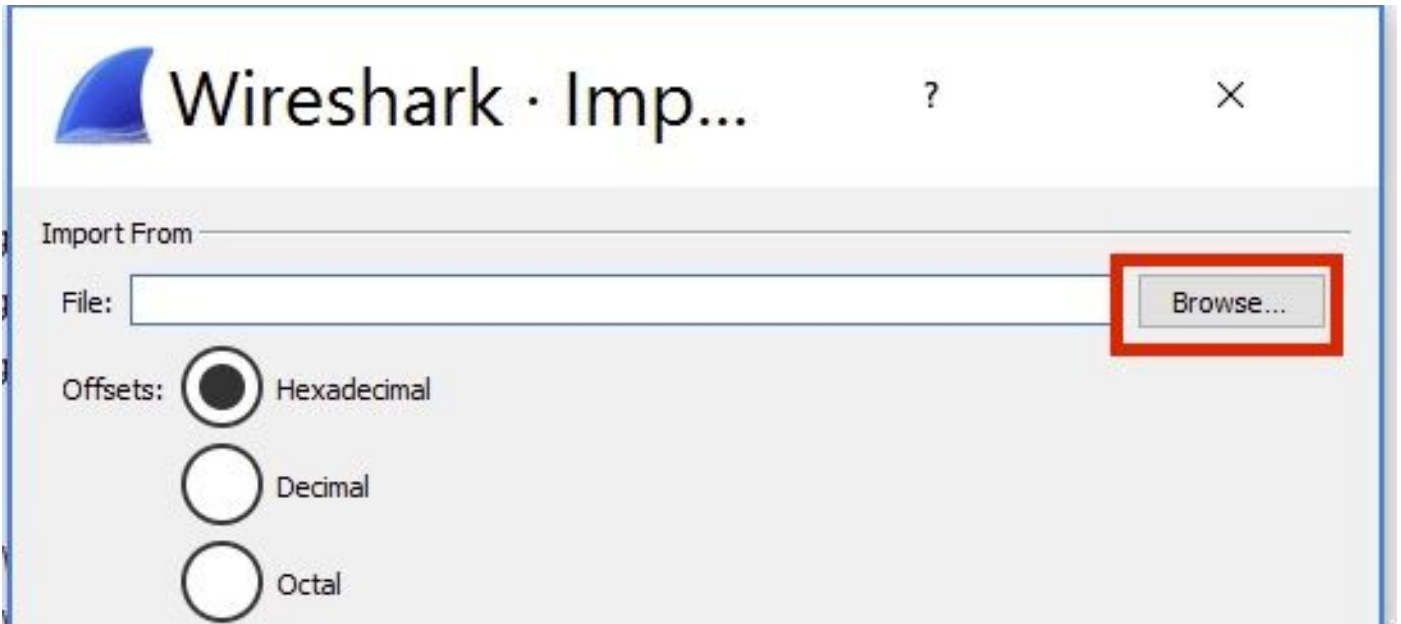 Wireshark · Imp...
?
Import From
File:
Browse...
Offsets:
Hexadecimal
Decimal
Octal